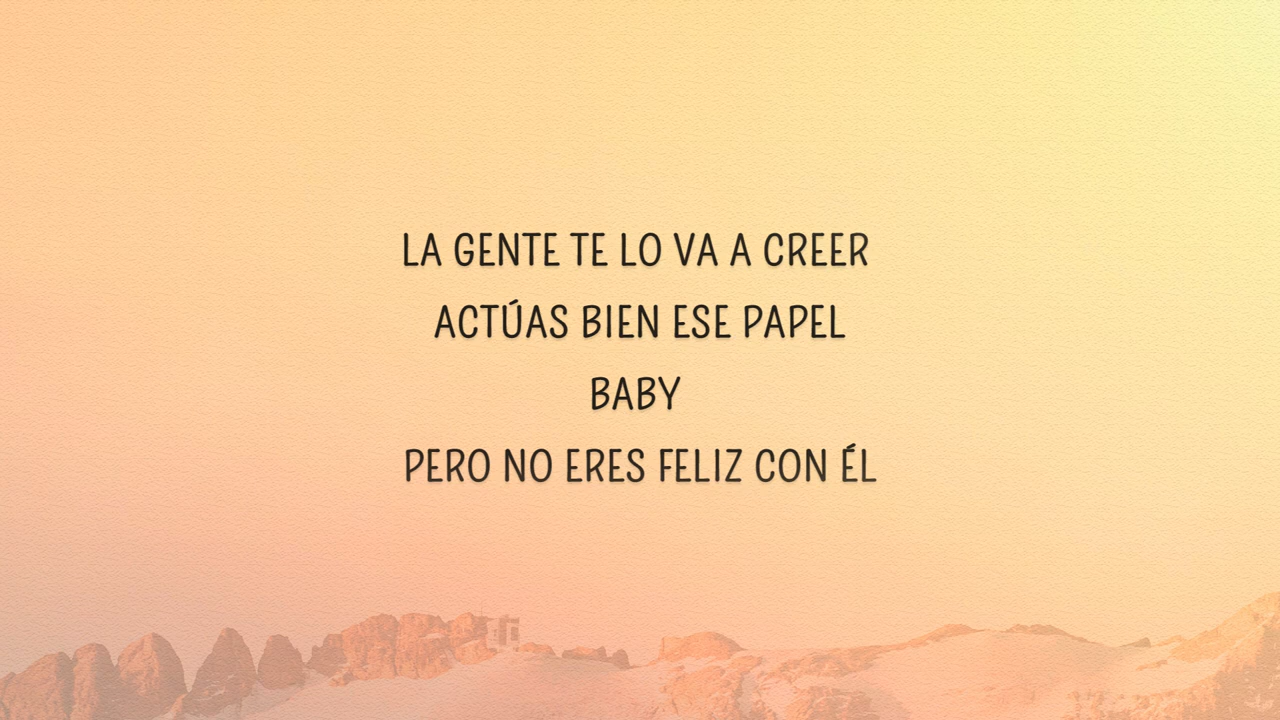 LA GENTE TE LO VA A CREER
ACTÚAS BIEN ESE PAPEL
BABY
PERO NO ERES FELIZ CON ÉL